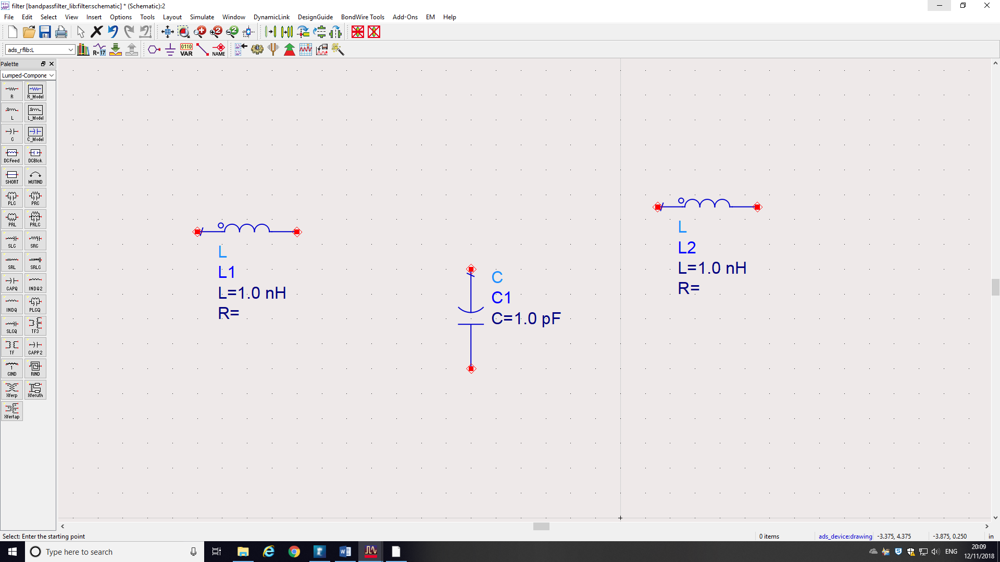 filter [bandpassfilter_lib:filter:schematic] * (Schematic):2
File Edit Select View Insert Options Tools Layout Simulate Window DynamicLink DesignGuide BondWire Tools Add-Ons EM Help
ads_rflib:L
R=17
0110
VAR
NAME
Palette
Lumped-Compone
R R_Model
L L_Model
C C_Model
DCFeed DCBlck
SHORT MUTIND
PLC PRC
PRL PRLC
SLC SRC
SRL SRLC
CAPQ INDQ2
INDQ PLCQ
SLCQ TF3
TF CAPP2
CIND RIND
Xferp Xferuth
Xfertap
L
L1
L=1.0 nH
R=
C
C1
C=1.0 pF
L
L2
L=1.0 nH
R=
Select: Enter the starting point
0 items
ads_device:drawing
-3.375, 4.375
-3.875, 0.250
in
Type here to search
ENG
20:09
12/11/2018